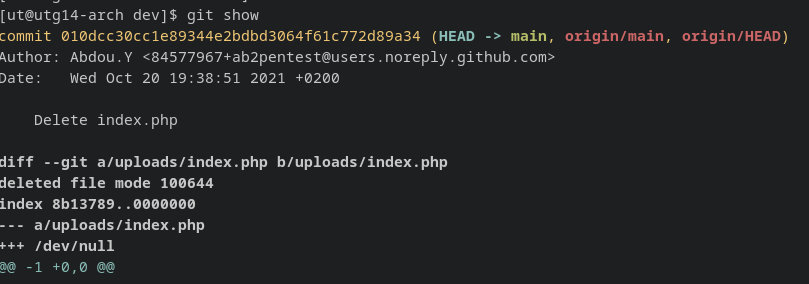 [ut@utg14-arch dev]$ git show
commit 010dcc30cc1e89344e2bdbd3064f61c772d89a34 (HEAD -> main, origin/main, origin/HEAD)
Author: Abdou.Y <84577967+ab2pentest@users.noreply.github.com>
Date:   Wed Oct 20 19:38:51 2021 +0200
    Delete index.php
diff --git a/uploads/index.php b/uploads/index.php
deleted file mode 100644
index 8b13789..0000000
--- a/uploads/index.php
+++ /dev/null
@@ -1 +0,0 @@